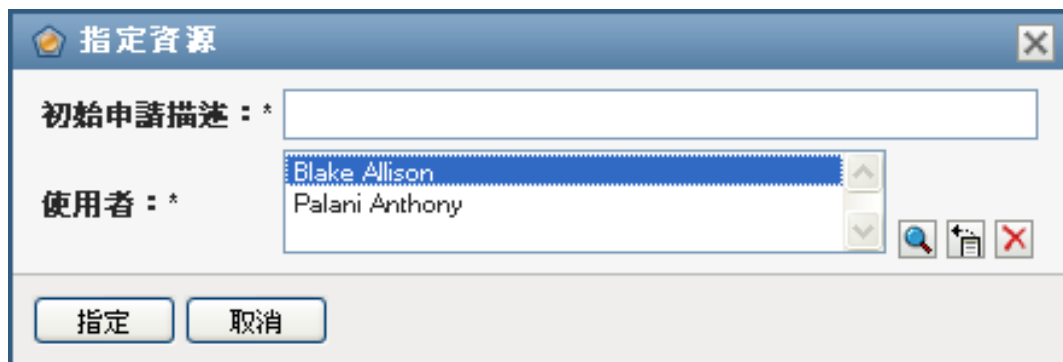 指定資源
初始申請描述：*
Blake Allison
使用者：*
Palani Anthony
指定
取消